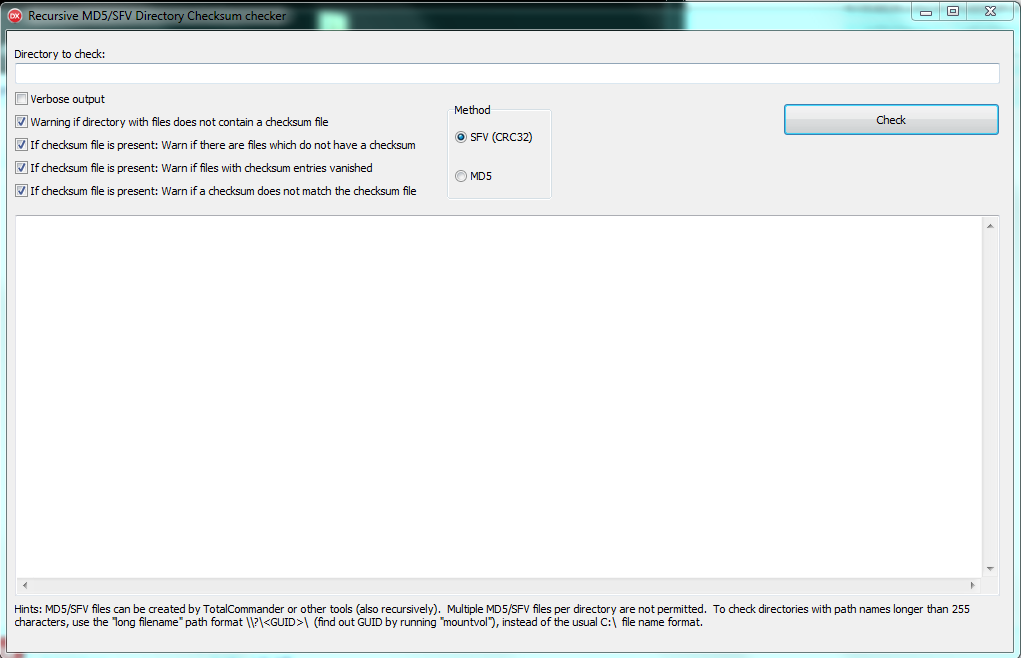 DX Recursive MD5/SFV Directory Checksum checker
Directory to check:
Verbose output
Warning if directory with files does not contain a checksum file
If checksum file is present: Warn if there are files which do not have a checksum
If checksum file is present: Warn if files with checksum entries vanished
If checksum file is present: Warn if a checksum does not match the checksum file
Method
SFV (CRC32)
MD5
Check
Hints: MD5/SFV files can be created by TotalCommander or other tools (also recursively).  Multiple MD5/SFV files per directory are not permitted.  To check directories with path names longer than 255
characters, use the "long filename" path format \\?\<GUID>\  (find out GUID by running "mountvol"), instead of the usual C:\  file name format.